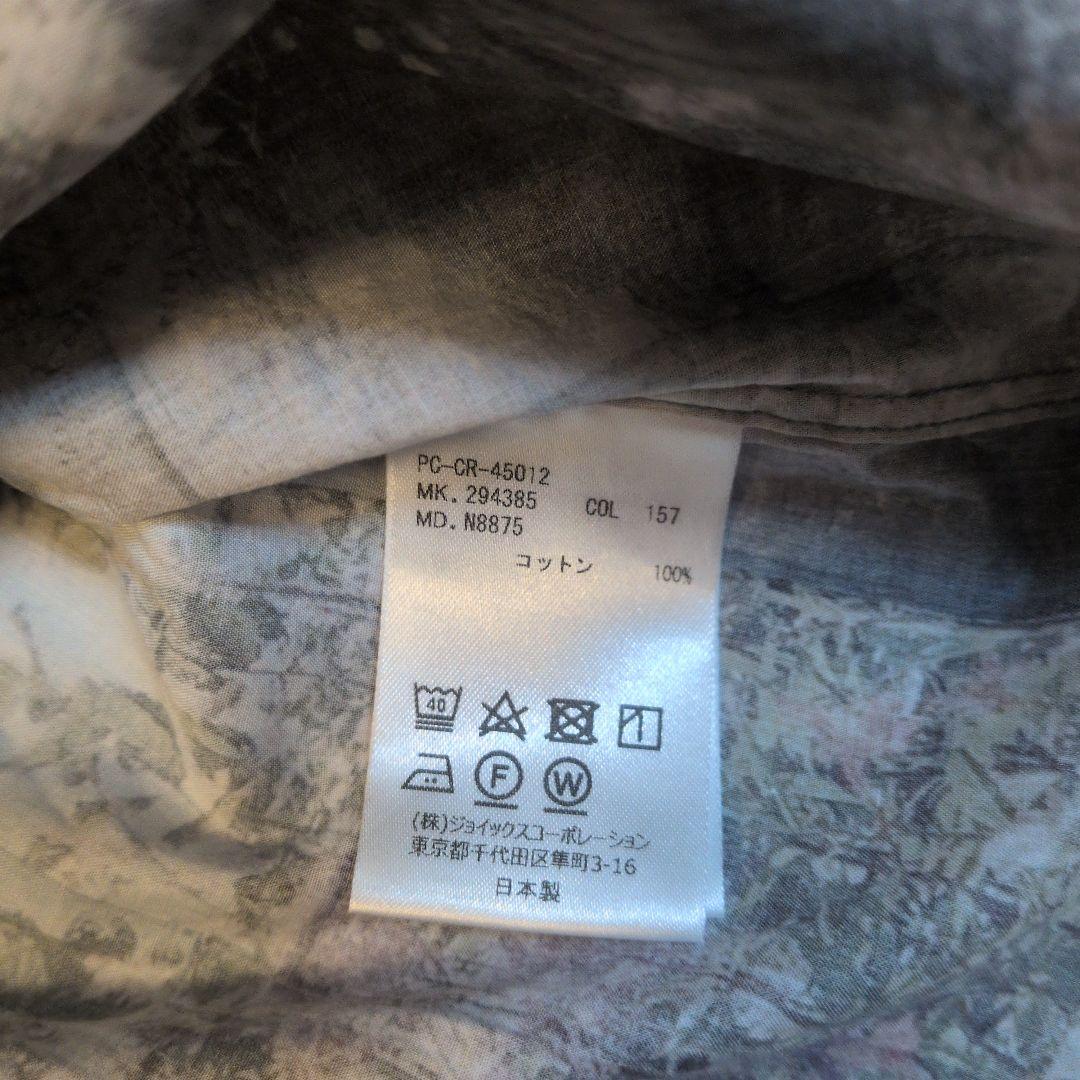 PC-CR-45012
MK. 294385 COL 157
MD. N8875
コットン 100%
40
F W
(株)ジョイックスコーポレーション
東京都千代田区隼町3-16
日本製